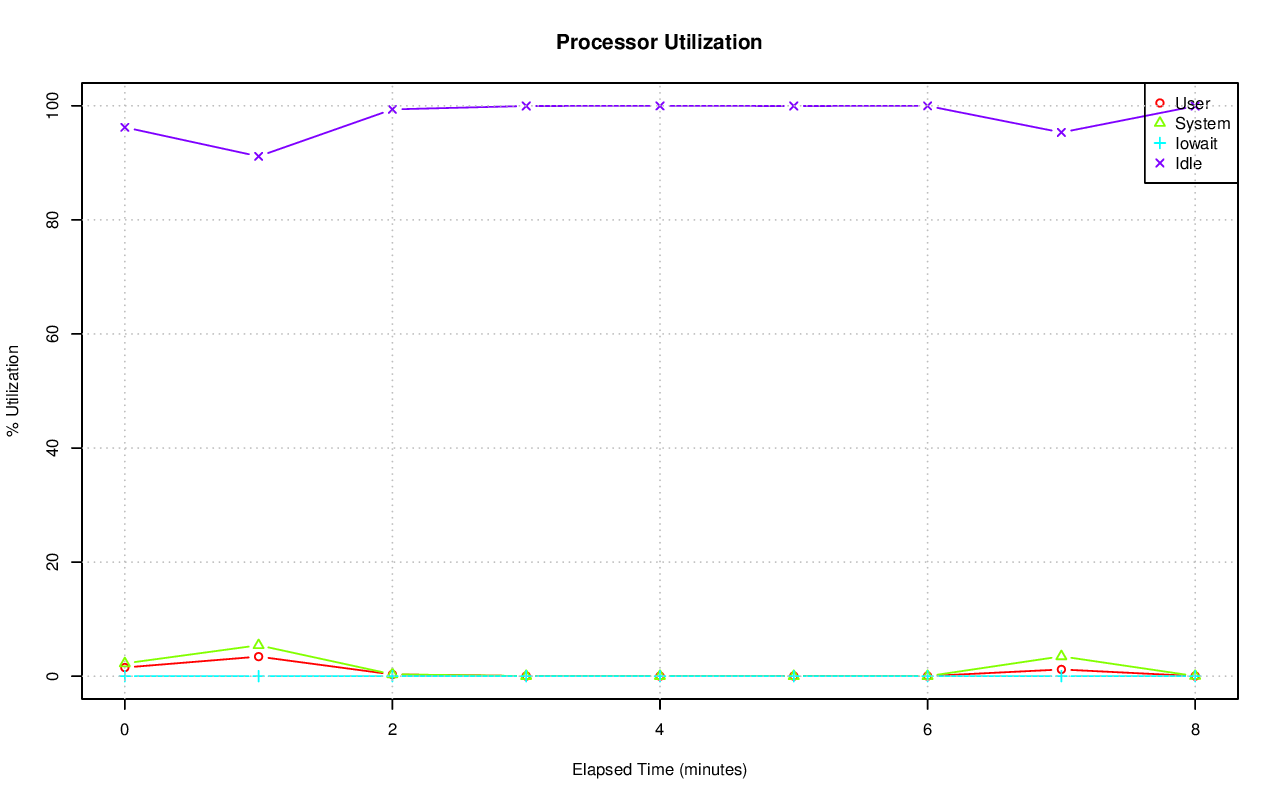 Processor Utilization
% Utilization
100
80
60
40
20
0
User
System
Iowait
Idle
0 2 4 6 8
Elapsed Time (minutes)